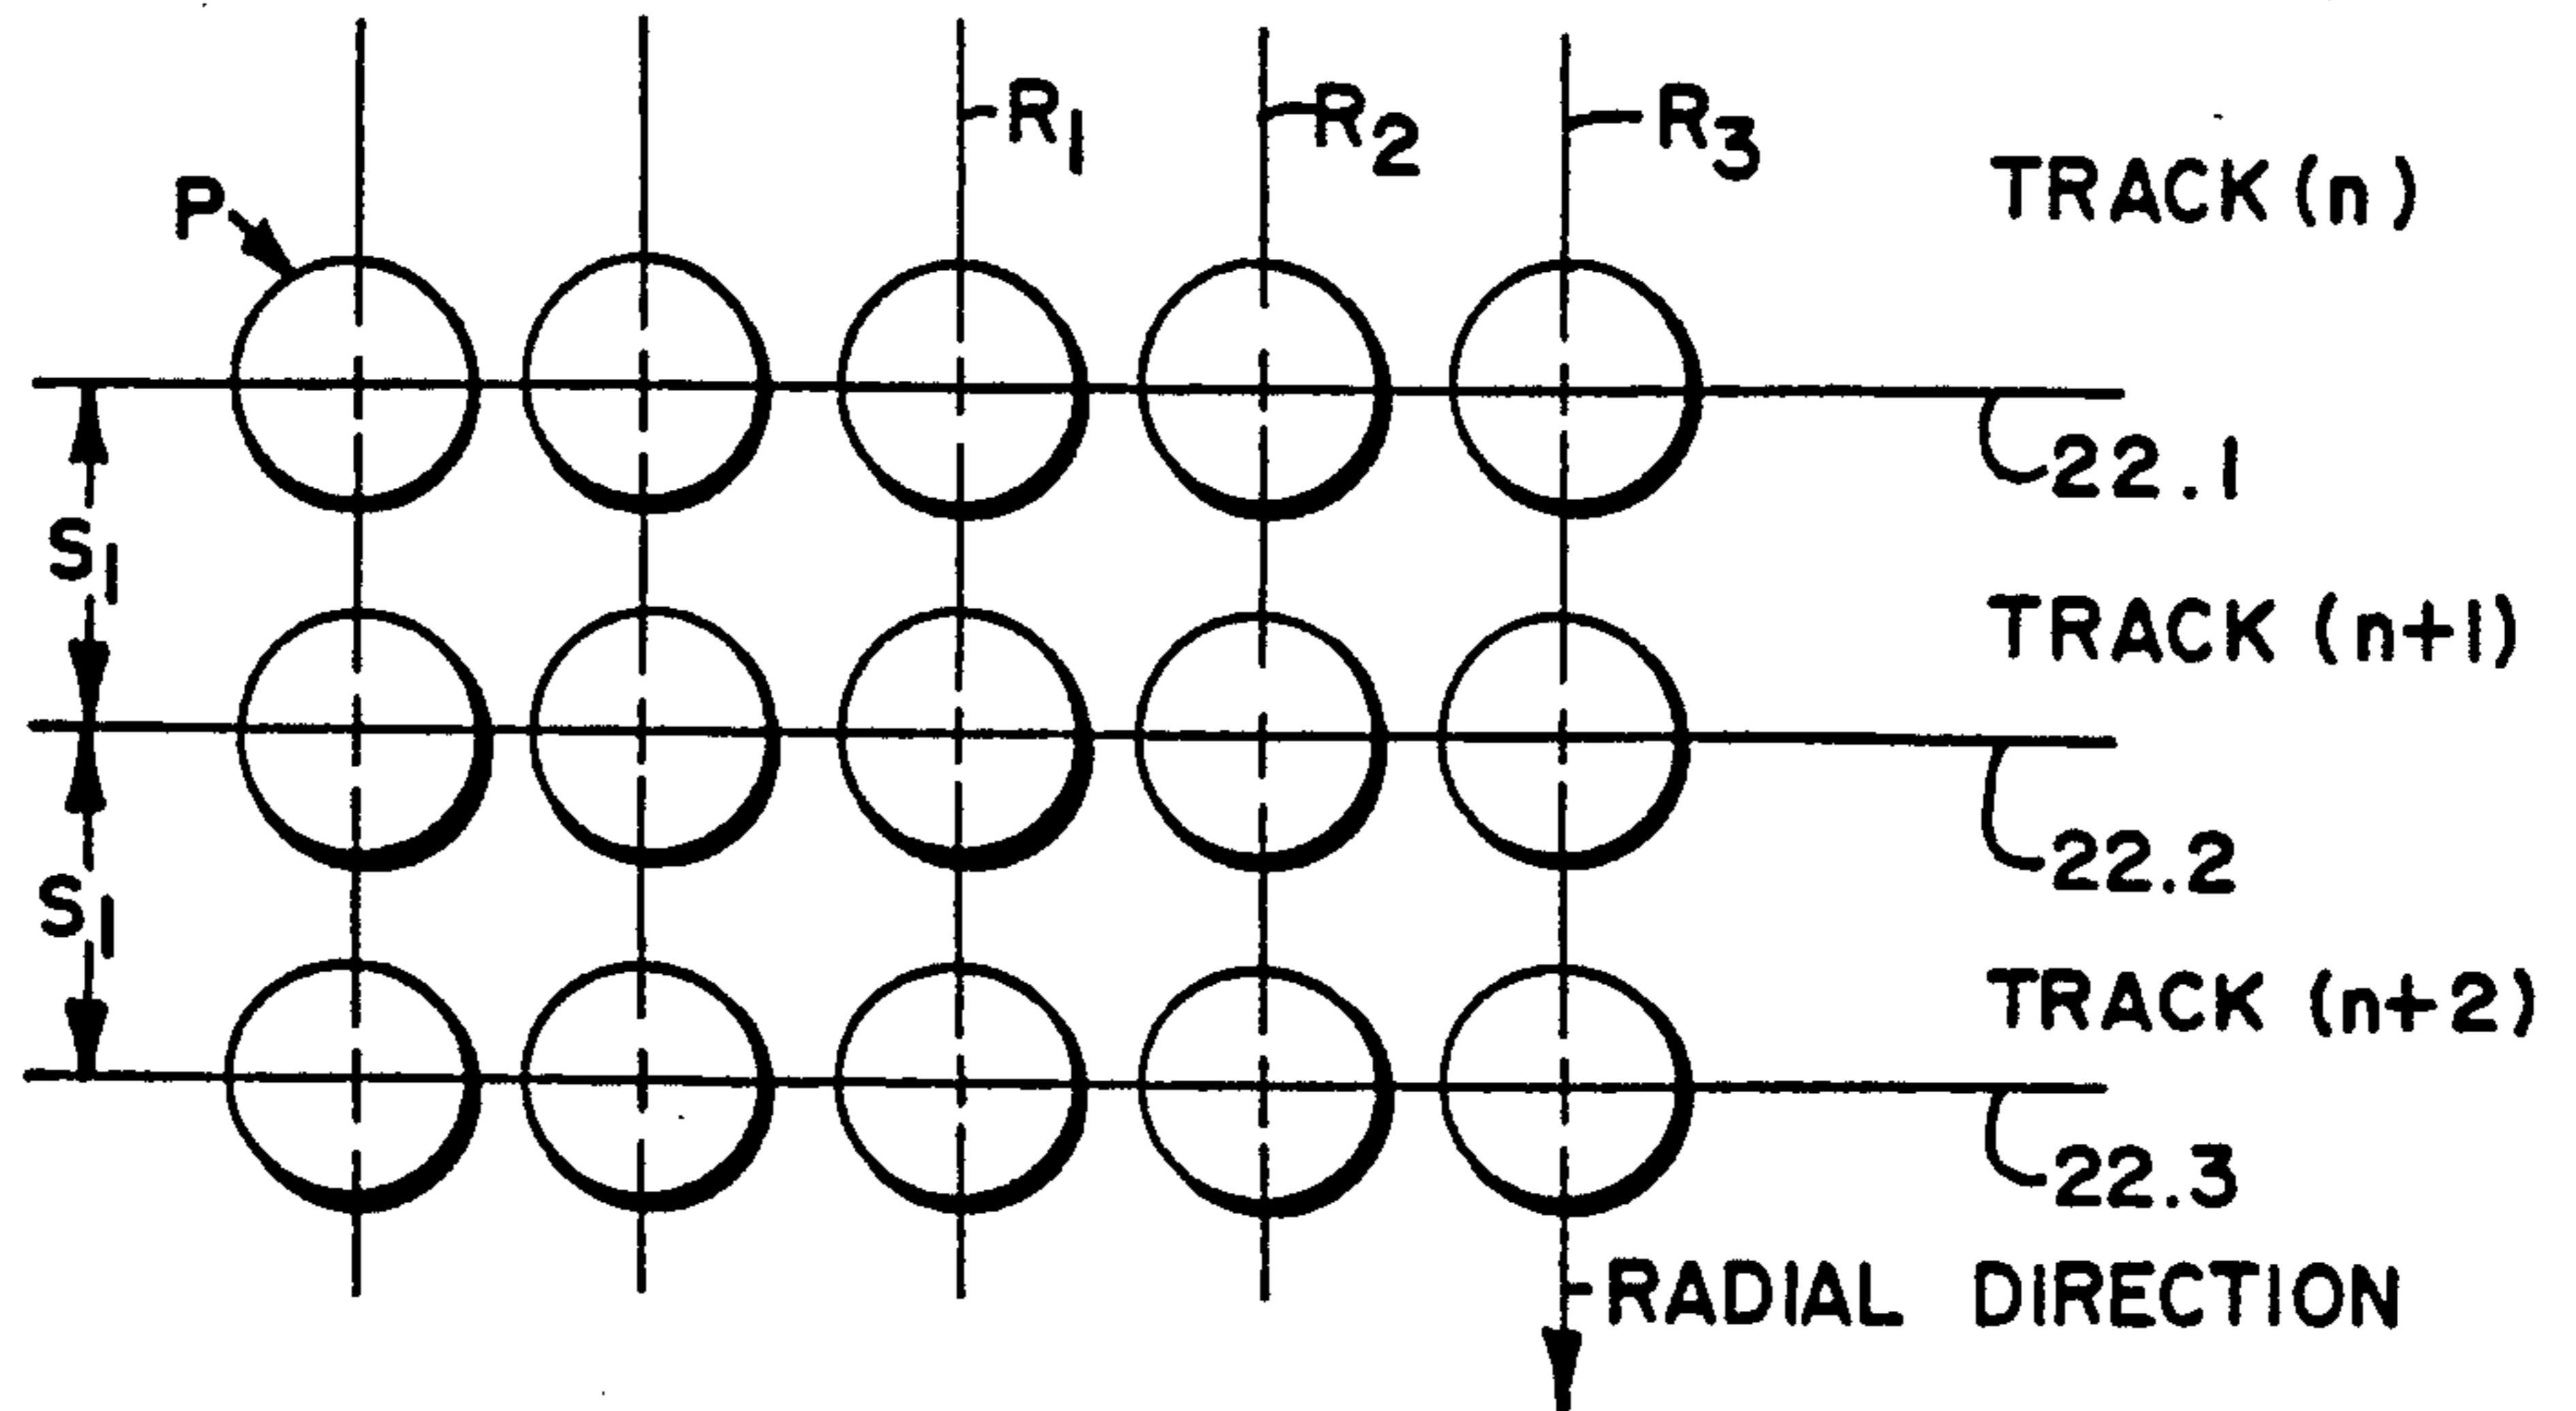 R1 R2 R3
P
TRACK (n)
22.1
S1
TRACK (n+1)
22.2
S1
TRACK (n+2)
22.3
RADIAL DIRECTION